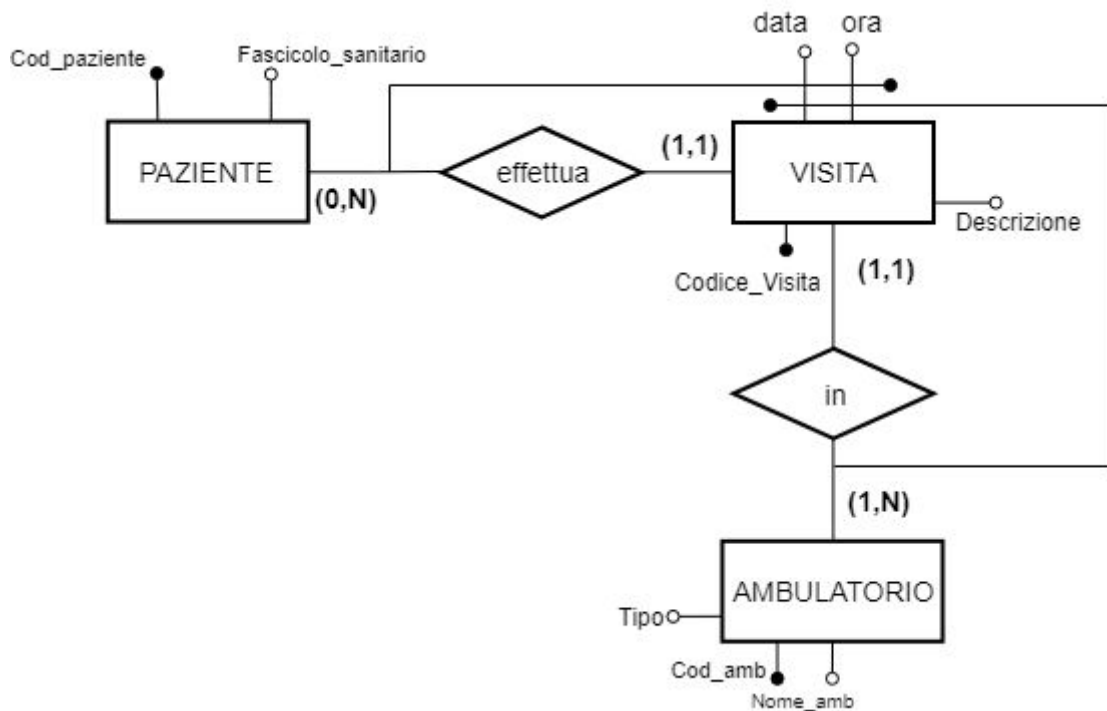 data ora
Cod_paziente
Fascicolo_sanitario
PAZIENTE
(0,N)
effettua
(1,1)
VISITA
Descrizione
Codice_Visita
(1,1)
in
(1,N)
AMBULATORIO
Tipo
Cod_amb
Nome_amb